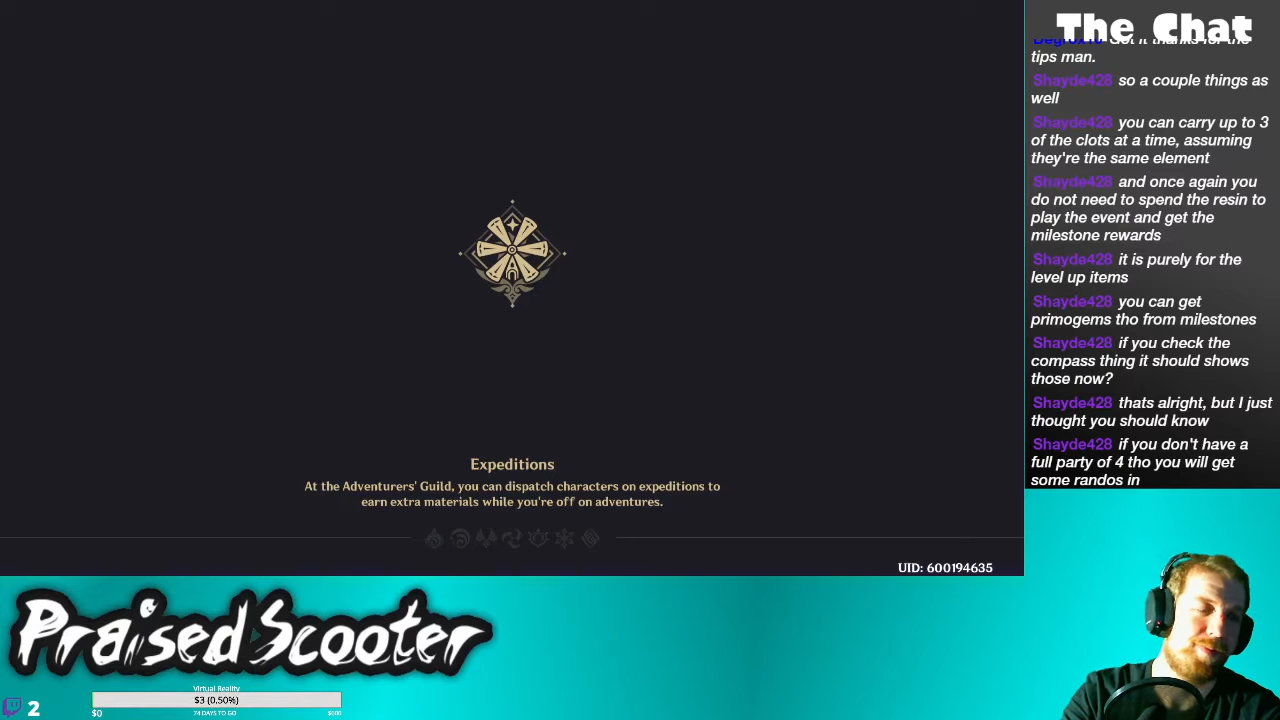 The Chat
tips man.
Shayde428 so a couple things as
well
Shayde428 you can carry up to 3
of the clots at a time, assuming
they're the same element
Shayde428 and once again you
do not need to spend the resin to
play the event and get the
milestone rewards
Shayde428 it is purely for the
level up items
Shayde428 you can get
primogems tho from milestones
Shayde428 if you check the
compass thing it should shows
those now?
Shayde428 thats alright, but I just
thought you should know
Shayde428 if you don't have a
full party of 4 tho you will get
some randos in
Expeditions
At the Adventurers' Guild, you can dispatch characters on expeditions to
earn extra materials while you're off on adventures.
UID: 600194635
PraisedScooter
2
Virtual Reality
$3 (0.50%)
$0
74 DAYS TO GO